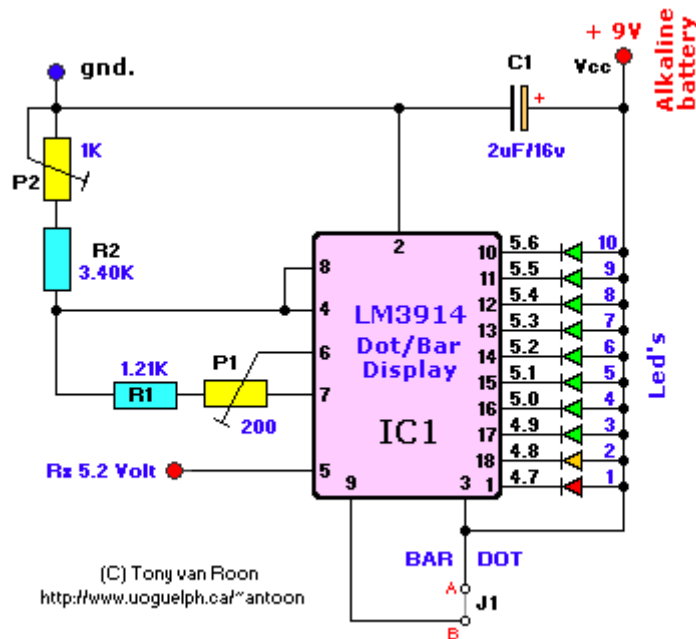 + 9V
Alkaline
battery
gnd.
C1
Vcc
+
2uF/16v
1K
P2
R2
3.40K
2
8
4
6
7
5
9
3
LM3914
Dot/Bar
Display
IC1
1.21K
R1
P1
200
Rz 5.2 Volt
10 5.6 10
11 5.5 9
12 5.4 8
13 5.3 7
14 5.2 6
15 5.1 5
16 5.0 4
17 4.9 3
18 4.8 2
1 4.7 1
Led's
BAR DOT
A
J1
B
(C) Tony van Roon
http://www.uoguelph.ca/~antoon